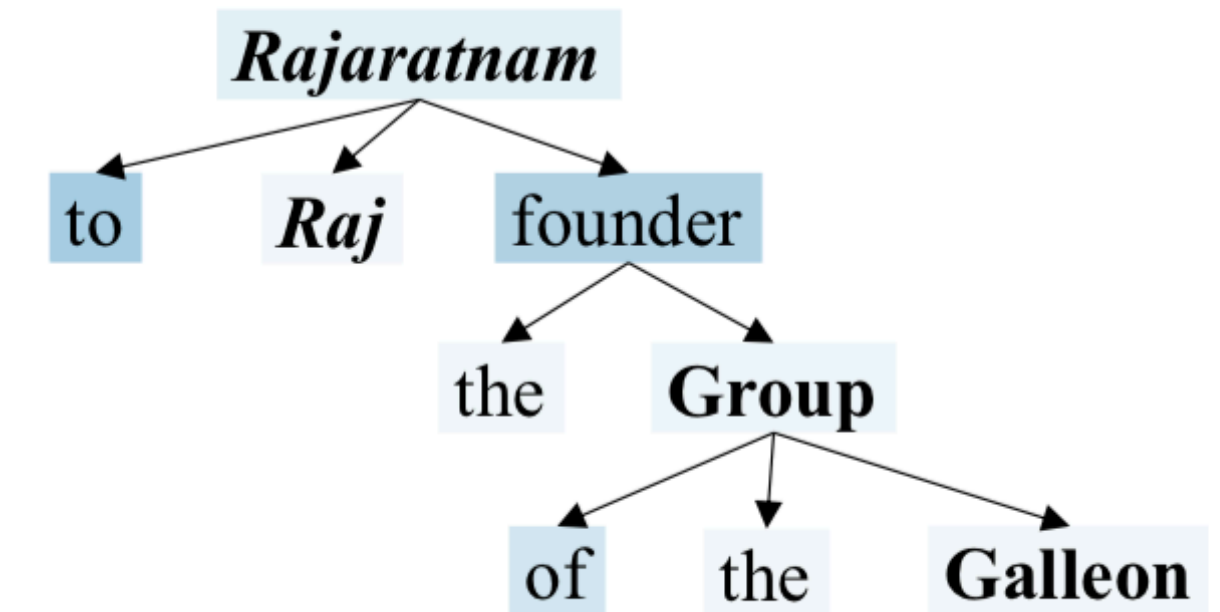 Rajaratnam
to Raj founder
the Group
of the Galleon